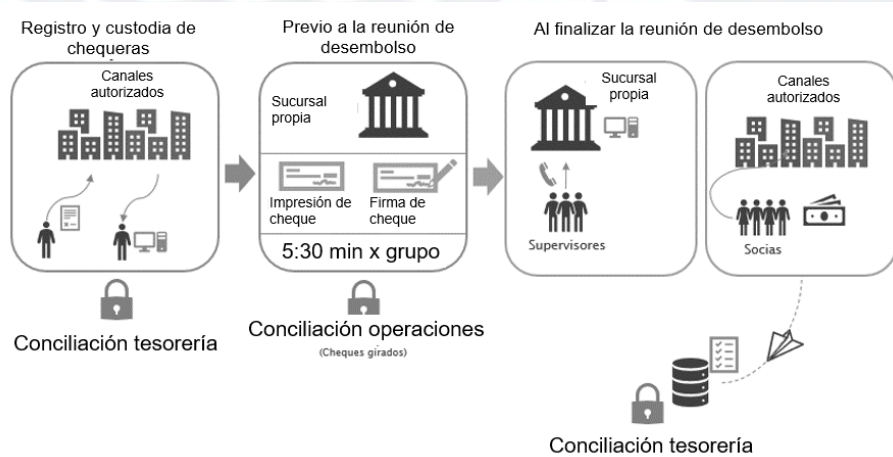 Registro y custodia de
chequeras
Canales
autorizados
Conciliación tesorería
Previo a la reunión de
desembolso
Sucursal
propia
Impresión de
cheque
Firma de
cheque
5:30 min x grupo
Conciliación operaciones
(Cheques girados)
Al finalizar la reunión de desembolso
Sucursal
propia
Supervisores
Canales
autorizados
Socias
Conciliación tesorería